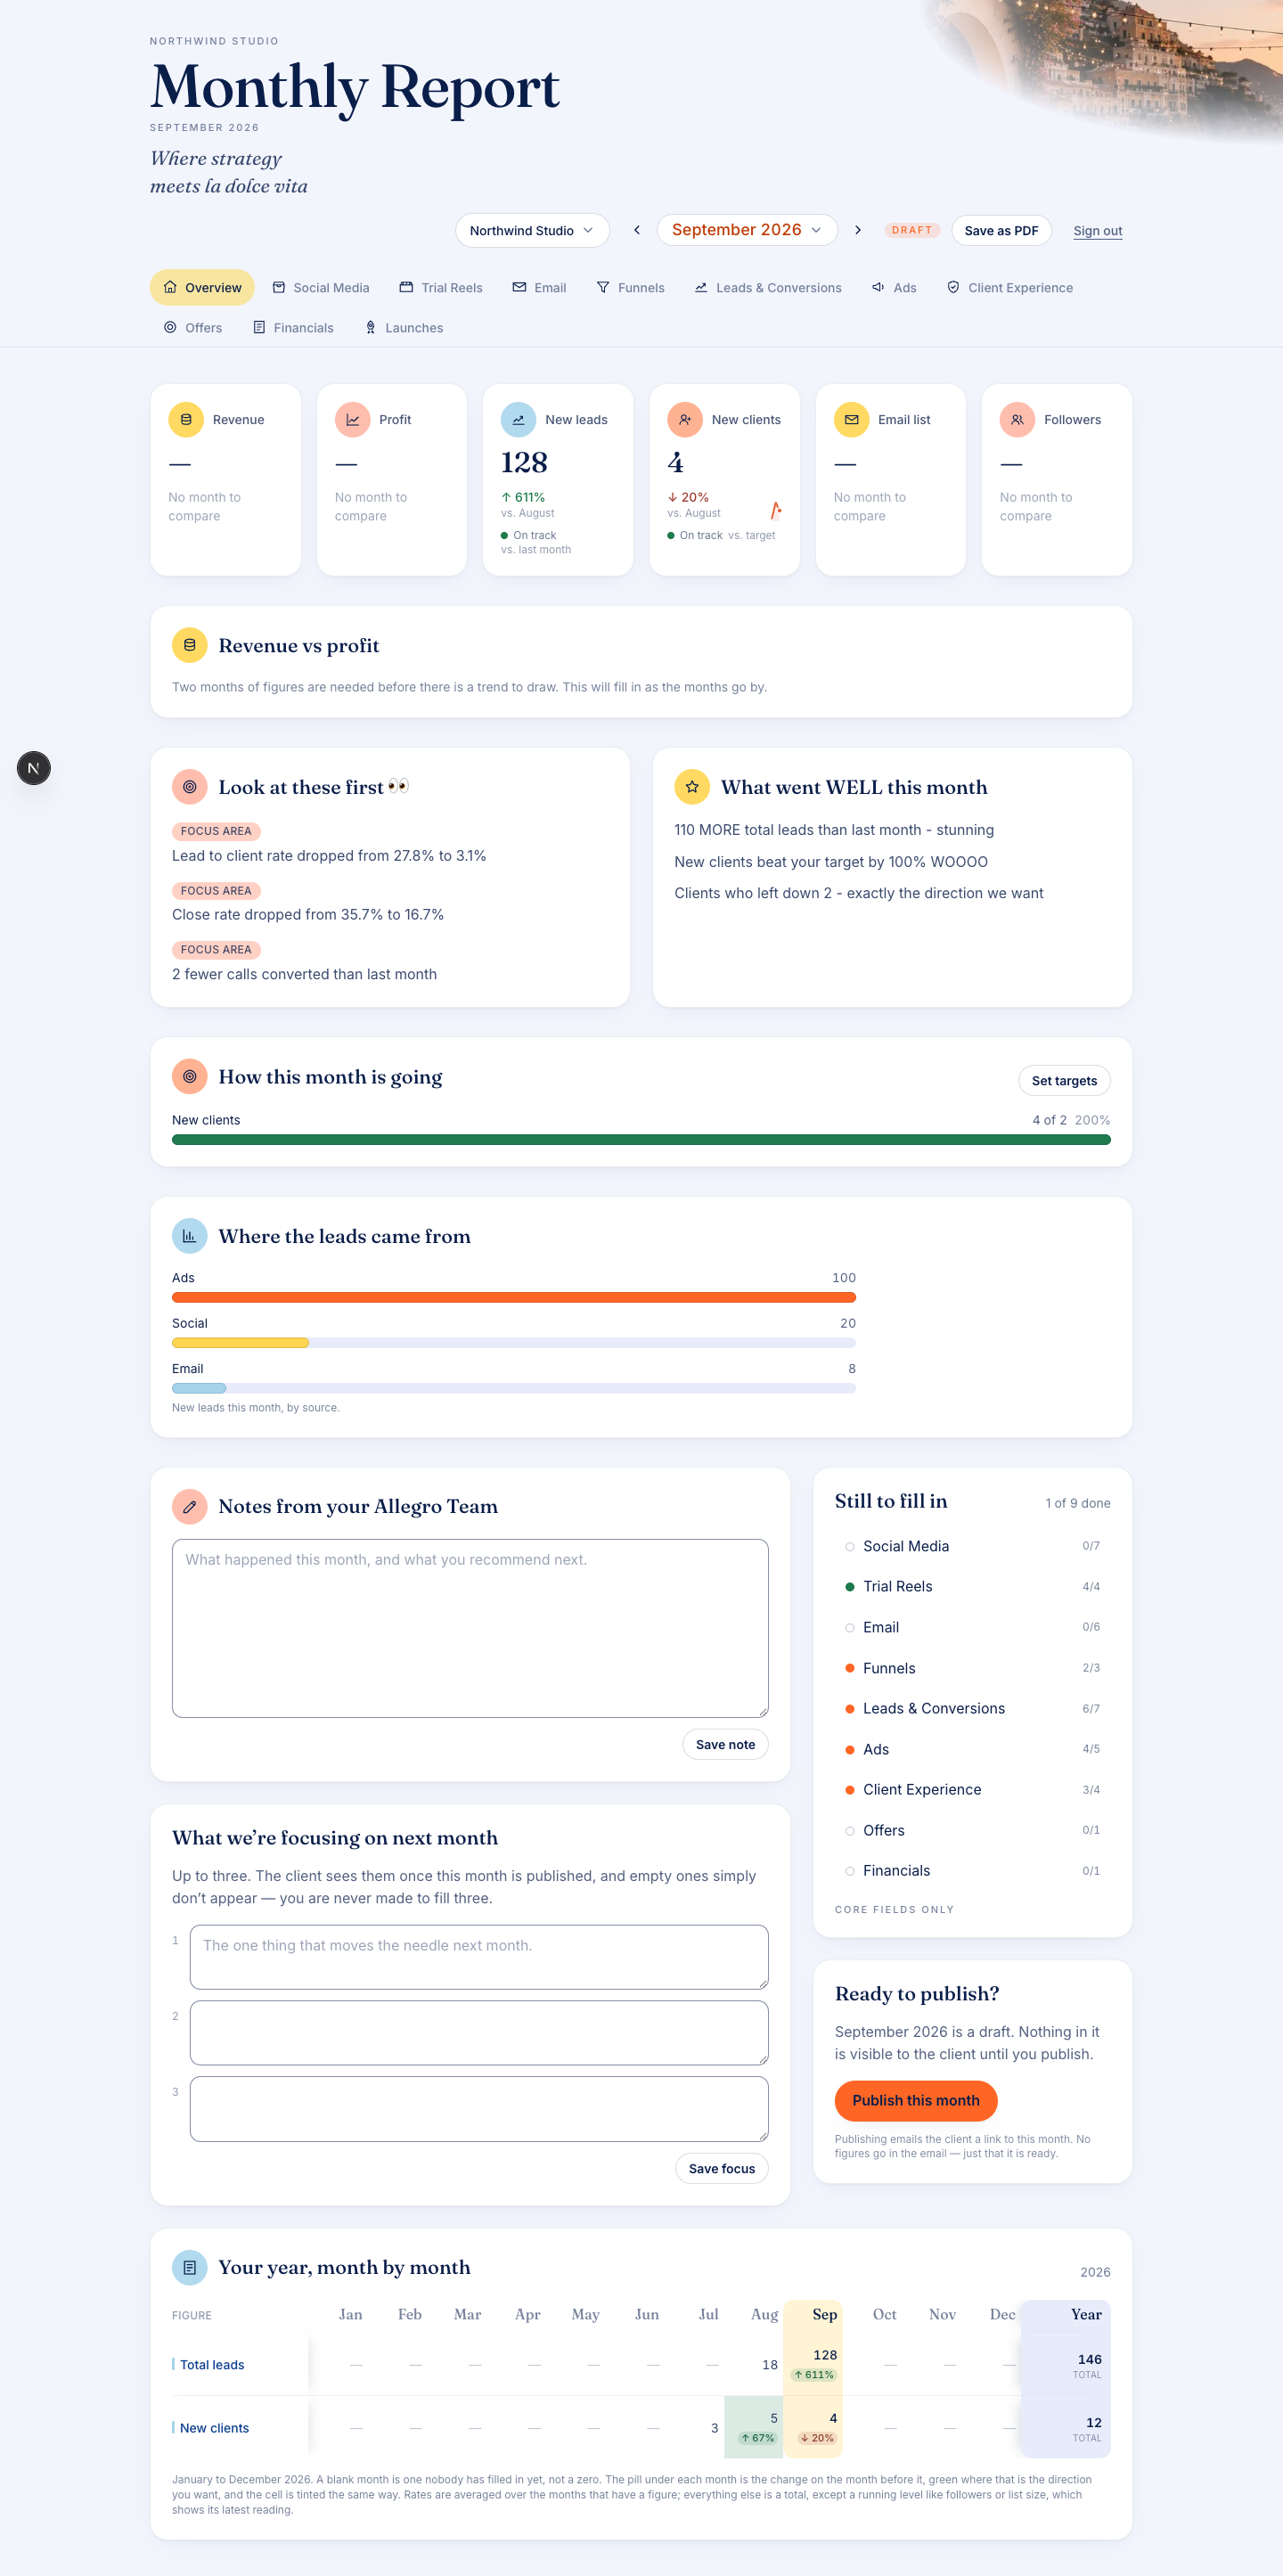 NORTHWIND STUDIO
Monthly Report
SEPTEMBER 2026
Where strategy
meets la dolce vita
Northwind Studio
September 2026
DRAFT
Save as PDF
Sign out
Overview
Social Media
Trial Reels
Email
Funnels
Leads & Conversions
Ads
Client Experience
Offers
Financials
Launches
Revenue
—
No month to
compare
Profit
—
No month to
compare
New leads
128
↑ 611%
vs. August
On track
vs. last month
New clients
4
↓ 20%
vs. August
On track vs. target
Email list
—
No month to
compare
Followers
—
No month to
compare
Revenue vs profit
Two months of figures are needed before there is a trend to draw. This will fill in as the months go by.
N
Look at these first 👀
FOCUS AREA
Lead to client rate dropped from 27.8% to 3.1%
FOCUS AREA
Close rate dropped from 35.7% to 16.7%
FOCUS AREA
2 fewer calls converted than last month
What went WELL this month
110 MORE total leads than last month - stunning
New clients beat your target by 100% WOOOO
Clients who left down 2 - exactly the direction we want
How this month is going
Set targets
New clients 4 of 2 200%
Where the leads came from
Ads 100
Social 20
Email 8
New leads this month, by source.
Notes from your Allegro Team
What happened this month, and what you recommend next.
Save note
What we’re focusing on next month
Up to three. The client sees them once this month is published, and empty ones simply
don’t appear — you are never made to fill three.
1 The one thing that moves the needle next month.
2
3
Save focus
Still to fill in 1 of 9 done
Social Media 0/7
Trial Reels 4/4
Email 0/6
Funnels 2/3
Leads & Conversions 6/7
Ads 4/5
Client Experience 3/4
Offers 0/1
Financials 0/1
CORE FIELDS ONLY
Ready to publish?
September 2026 is a draft. Nothing in it
is visible to the client until you publish.
Publish this month
Publishing emails the client a link to this month. No
figures go in the email — just that it is ready.
Your year, month by month 2026
FIGURE Jan Feb Mar Apr May Jun Jul Aug Sep Oct Nov Dec Year
Total leads — — — — — — — 18 128 — — — 146
↑ 611% TOTAL
New clients — — — — — — 3 5 4 — — — 12
↑ 67% ↓ 20% TOTAL
January to December 2026. A blank month is one nobody has filled in yet, not a zero. The pill under each month is the change on the month before it, green where that is the direction
you want, and the cell is tinted the same way. Rates are averaged over the months that have a figure; everything else is a total, except a running level like followers or list size, which
shows its latest reading.